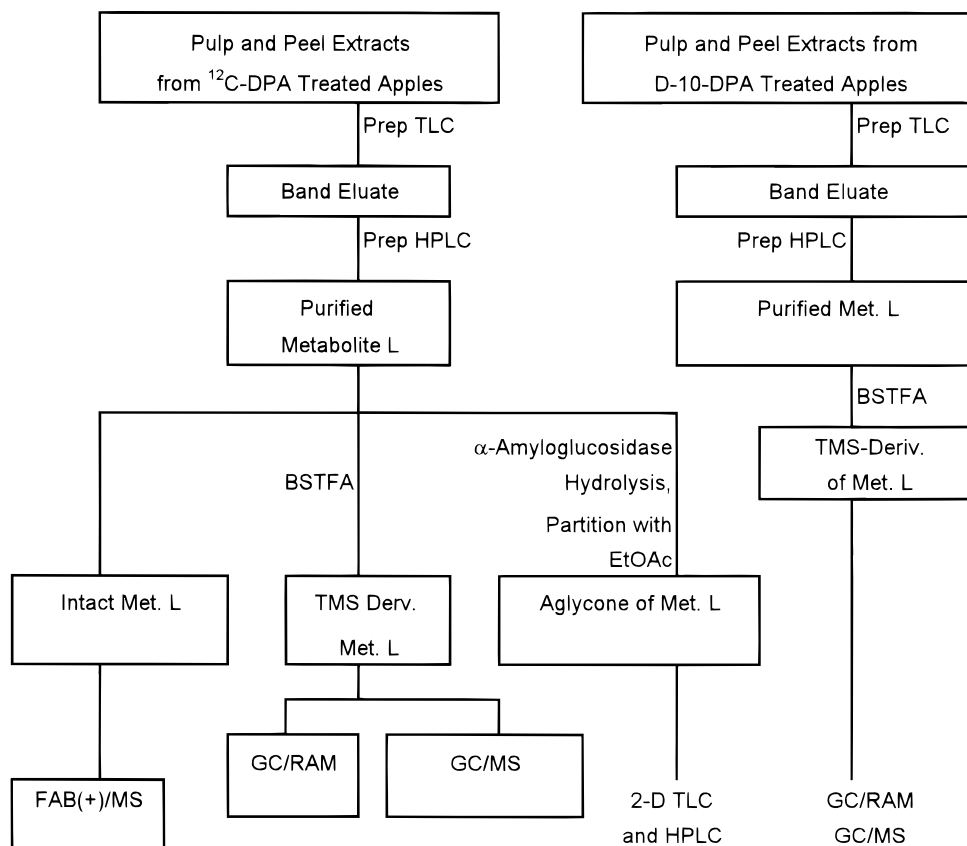 Pulp and Peel Extracts
from ¹²C-DPA Treated Apples
Pulp and Peel Extracts from
D-10-DPA Treated Apples
Prep TLC
Prep TLC
Band Eluate
Band Eluate
Prep HPLC
Prep HPLC
Purified
Metabolite L
Purified Met. L
BSTFA
BSTFA
α-Amyloglucosidase
Hydrolysis,
Partition with
EtOAc
TMS-Deriv.
of Met. L
Intact Met. L
TMS Derv.
Met. L
Aglycone of Met. L
GC/RAM
GC/MS
FAB(+)/MS
2-D TLC
and HPLC
GC/RAM
GC/MS